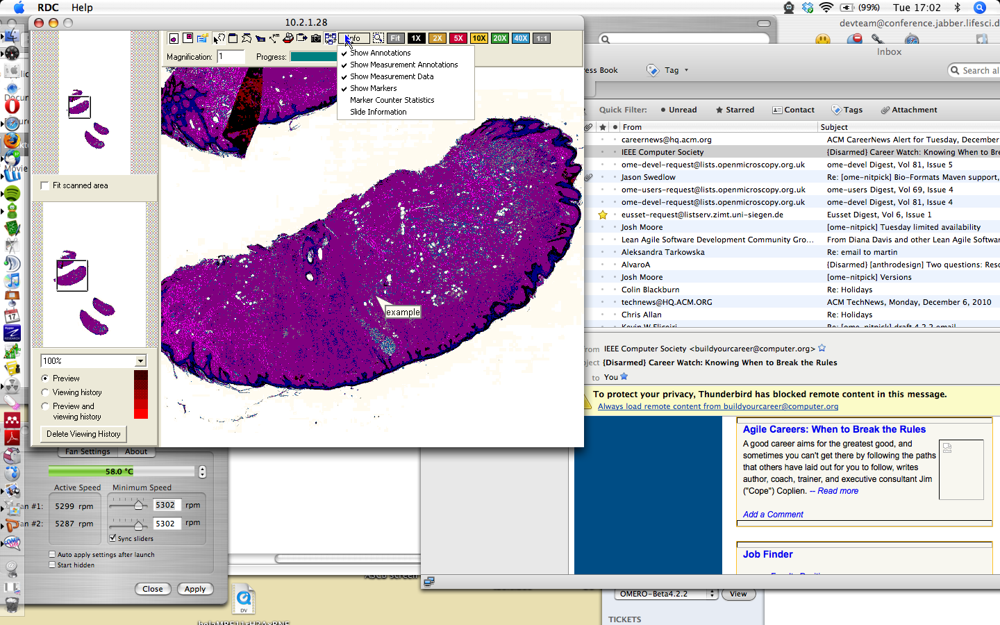 RDC Help
(99%) Tue 17:02
10.2.1.28
devteam@conference.jabber.lifesci.d
Info Fit 1X 2X 5X 10X 20X 40X 1:1
Magnification: 1 Progress:
Show Annotations
Show Measurement Annotations
Show Measurement Data
Show Markers
Marker Counter Statistics
Slide Information
Fit scanned area
100%
Preview
Viewing history
Preview and
viewing history
Delete Viewing History
example
Inbox
ress Book Tag Search al
Quick Filter: Unread Starred Contact Tags Attachment
From Subject
careernews@hq.acm.org ACM CareerNews Alert for Tuesday, December
IEEE Computer Society {Disarmed} Career Watch: Knowing When to Bre
ome-devel-request@lists.openmicroscopy.org.uk ome-devel Digest, Vol 81, Issue 5
Jason Swedlow Re: [ome-nitpick] Bio-Formats Maven support,
ome-users-request@lists.openmicroscopy.org.uk ome-users Digest, Vol 69, Issue 4
ome-devel-request@lists.openmicroscopy.org.uk ome-devel Digest, Vol 81, Issue 4
eusset-request@listserv.zimt.uni-siegen.de Eusset Digest, Vol 6, Issue 1
Josh Moore [ome-nitpick] Tuesday limited availability
Lean Agile Software Development Community Gro... From Diana Davis and other Lean Agile Softwar
Aleksandra Tarkowska Re: email to martin
AlvaroA {Disarmed} [anthrodesign] Two questions: Resc
Josh Moore [ome-nitpick] Versions
Colin Blackburn Re: Holidays
technews@HQ.ACM.ORG ACM TechNews, Monday, December 6, 2010
Chris Allan Re: Holidays
Kevin W Eliceiri Re: [ome-nitpick] draft 4.2.2 email
from IEEE Computer Society <buildyourcareer@computer.org>
ject {Disarmed} Career Watch: Knowing When to Break the Rules
to You
To protect your privacy, Thunderbird has blocked remote content in this message.
Always load remote content from buildyourcareer@computer.org
Agile Careers: When to Break the Rules
A good career aims for the greatest good, and
sometimes you can't get there by following the paths
that others have laid out for you to follow, writes
author, coach, trainer, and executive consultant Jim
("Cope") Coplien. -- Read more
Add a Comment
Job Finder
Fan Settings About
58.0 °C
Active Speed Minimum Speed
an #1: 5299 rpm 5302 rpm
an #2: 5287 rpm 5302 rpm
Sync sliders
Auto apply settings after launch
Start hidden
Close Apply
DV
OMERO-Beta4.2.2 View
TICKETS